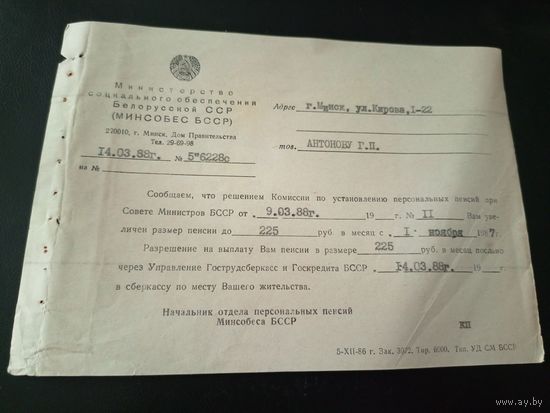 Министерство
социального обеспечения
Белорусской ССР
(МИНСОБЕС БССР)
220010, г. Минск, Дом Правительства
Тел. 29-69-98
14.03.88г. № 5"6228с
на №
Адрес г.Минск, ул.Кирова,I-22
тов. АНТОНОВУ Г.П.
Сообщаем, что решением Комиссии по установлению персональных пенсий при
Совете Министров БССР от 9.03.88г. 19 г. № II Вам уве-
личен размер пенсии до 225 руб. в месяц с I. ноября 1987г.
Разрешение на выплату Вам пенсии в размере 225 руб. в месяц послано
через Управление Гострудсберкасс и Госкредита БССР 14.03.88г. 19 г.
в сберкассу по месту Вашего жительства.
Начальник отдела персональных пенсий
Минсобеса БССР
КП
5-XII-86 г. Зак. 3072. Тир. 6000. Тип. УД СМ БССР
www.ay.by